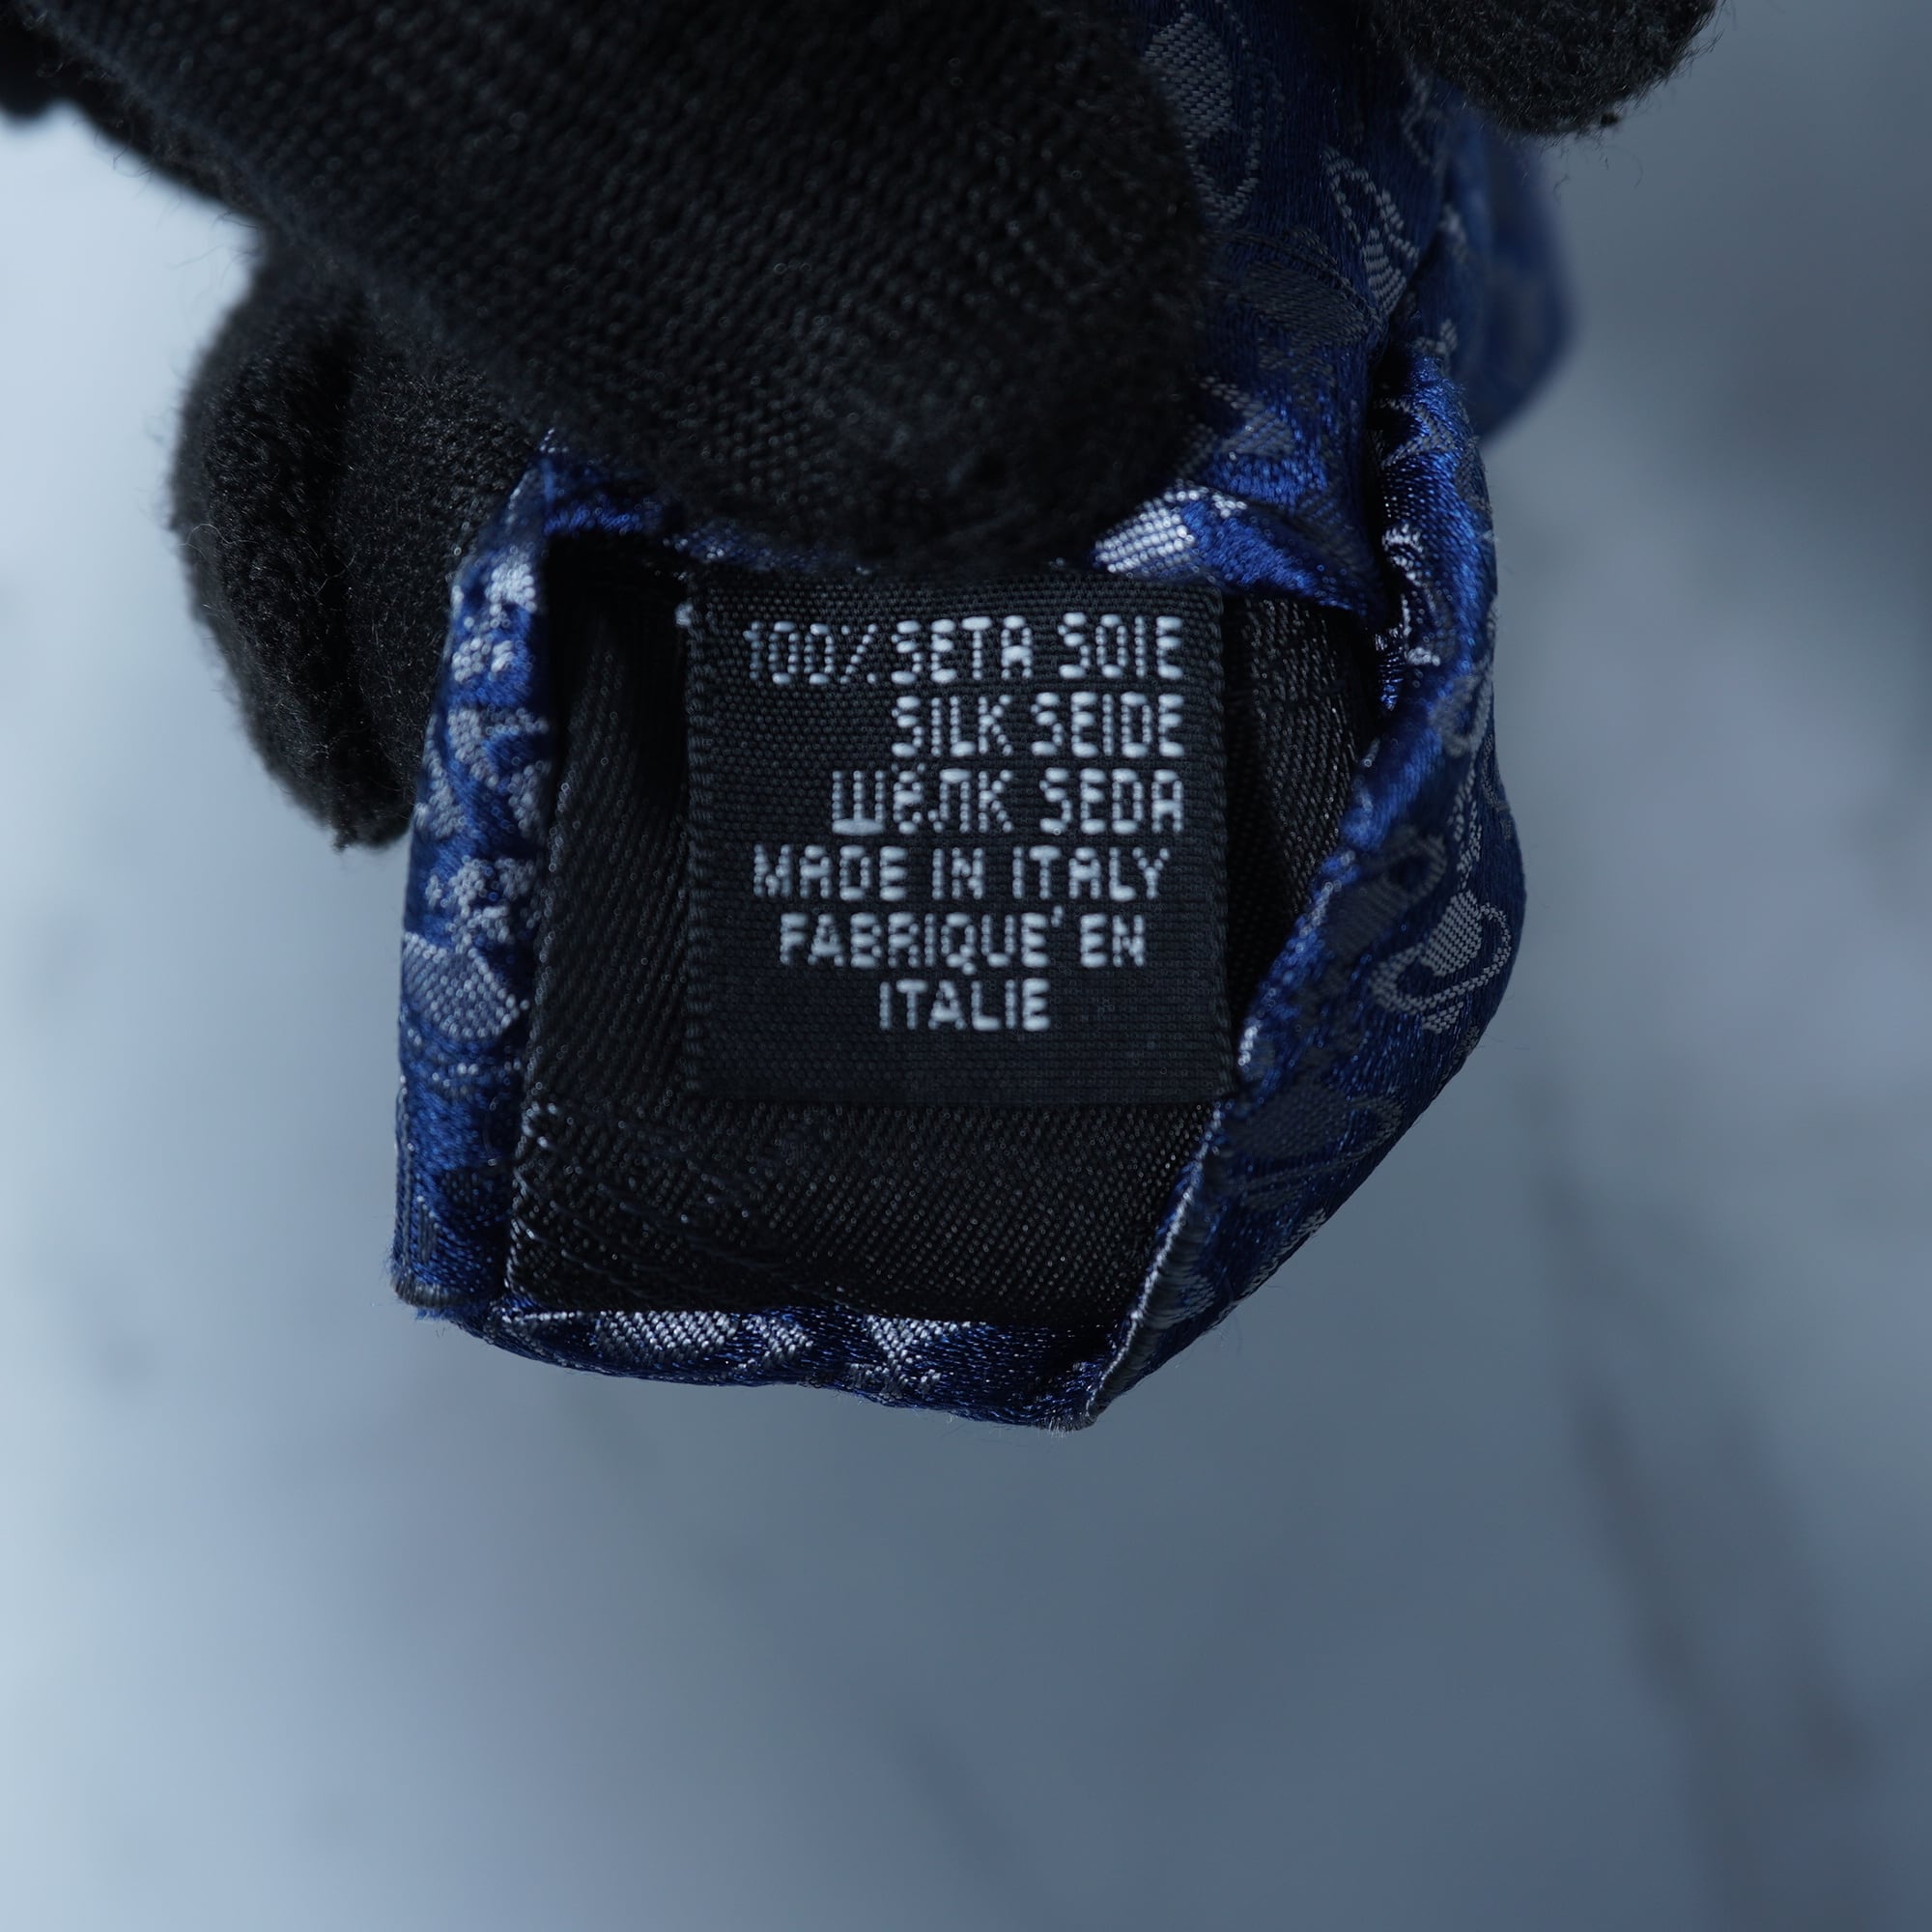 100% SETA SOIE
SILK SEIDE
ШЁЛК SEDA
MADE IN ITALY
FABRIQUE' EN
ITALIE